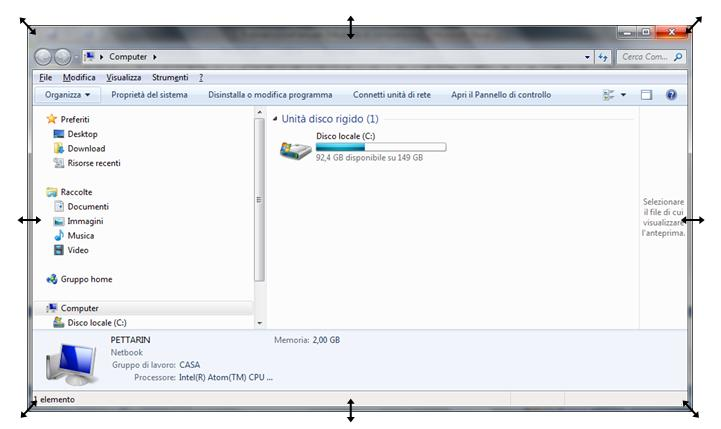 Computer
Cerca Com...
File Modifica Visualizza Strumenti ?
Organizza Proprietà del sistema Disinstalla o modifica programma Connetti unità di rete Apri il Pannello di controllo
Preferiti
Desktop
Download
Risorse recenti
Raccolte
Documenti
Immagini
Musica
Video
Gruppo home
Computer
Disco locale (C:)
Unità disco rigido (1)
Disco locale (C:)
92,4 GB disponibile su 149 GB
Selezionare
il file di cui
visualizzare
l'anteprima.
PETTARIN
Netbook
Gruppo di lavoro: CASA
Processore: Intel(R) Atom(TM) CPU ...
Memoria: 2,00 GB
1 elemento